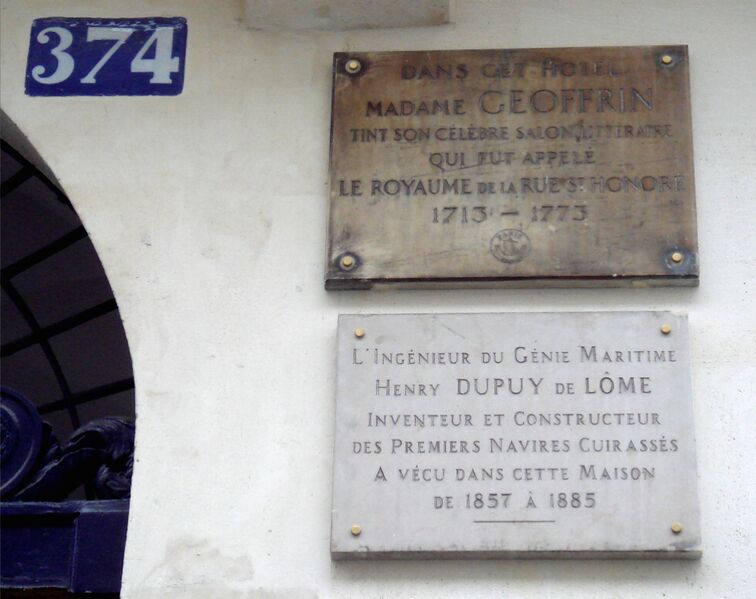 374
DANS CET HOTEL
MADAME GEOFFRIN
TINT SON CÉLÈBRE SALON LITTÉRAIRE
QUI FUT APPELÉ
LE ROYAUME DE LA RUE ST HONORÉ
1713 – 1773
PARIS
L'INGÉNIEUR DU GÉNIE MARITIME
HENRY DUPUY DE LÔME
INVENTEUR ET CONSTRUCTEUR
DES PREMIERS NAVIRES CUIRASSÉS
A VÉCU DANS CETTE MAISON
DE 1857 À 1885